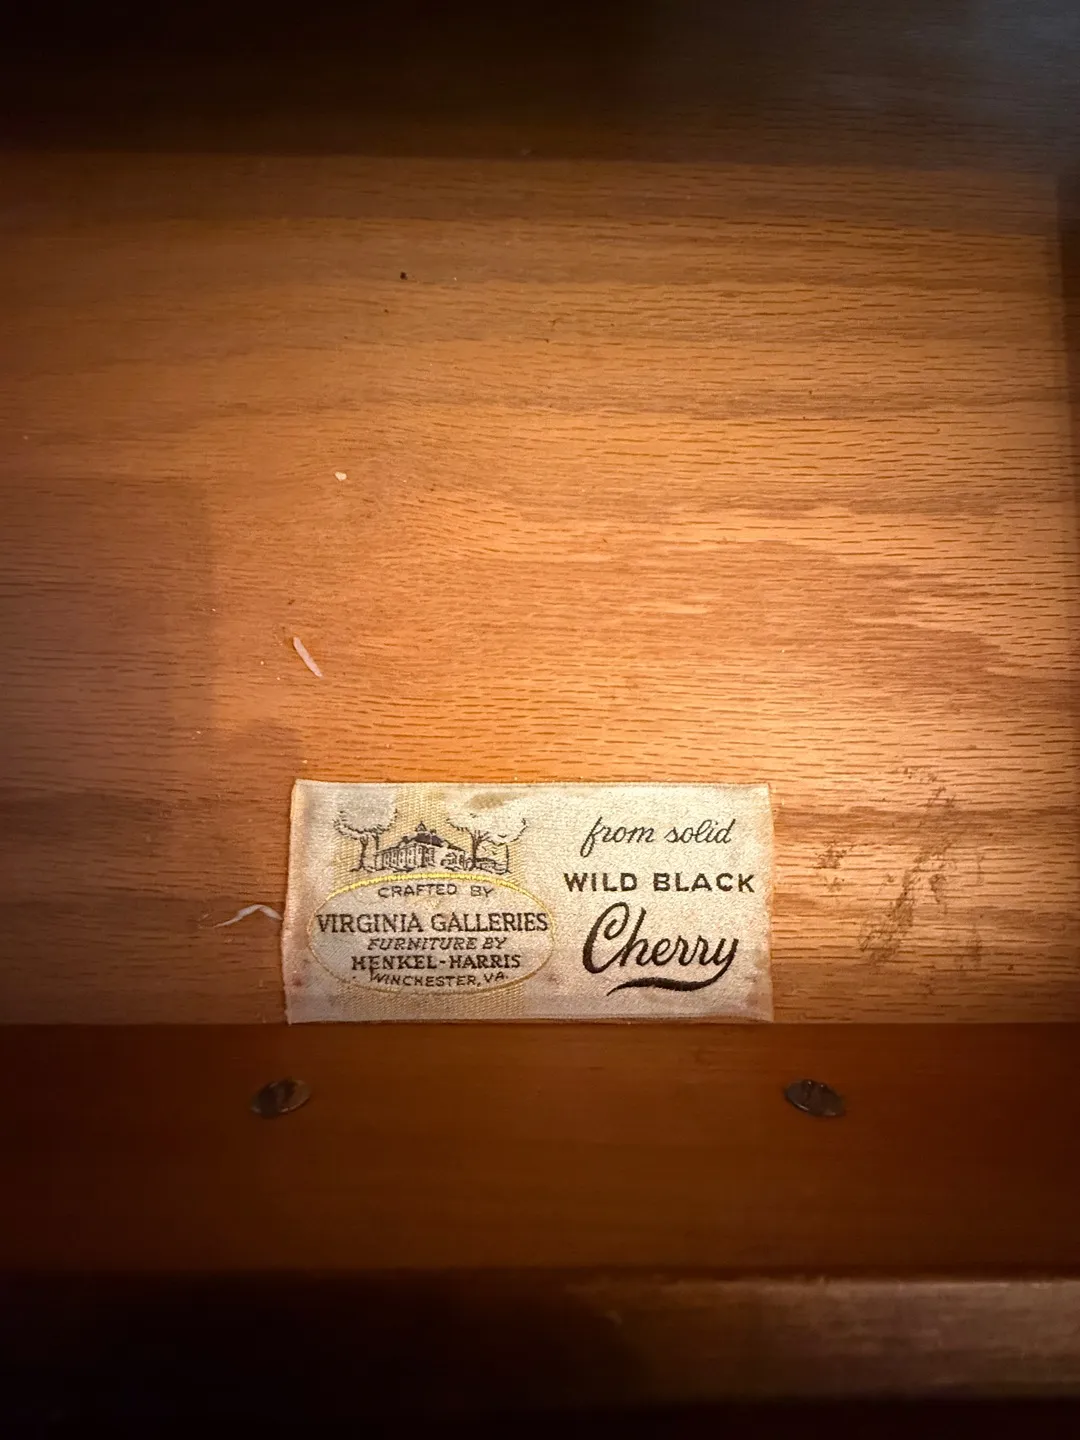 CRAFTED BY
VIRGINIA GALLERIES
FURNITURE BY
HENKEL-HARRIS
WINCHESTER, VA.
from solid
WILD BLACK
Cherry